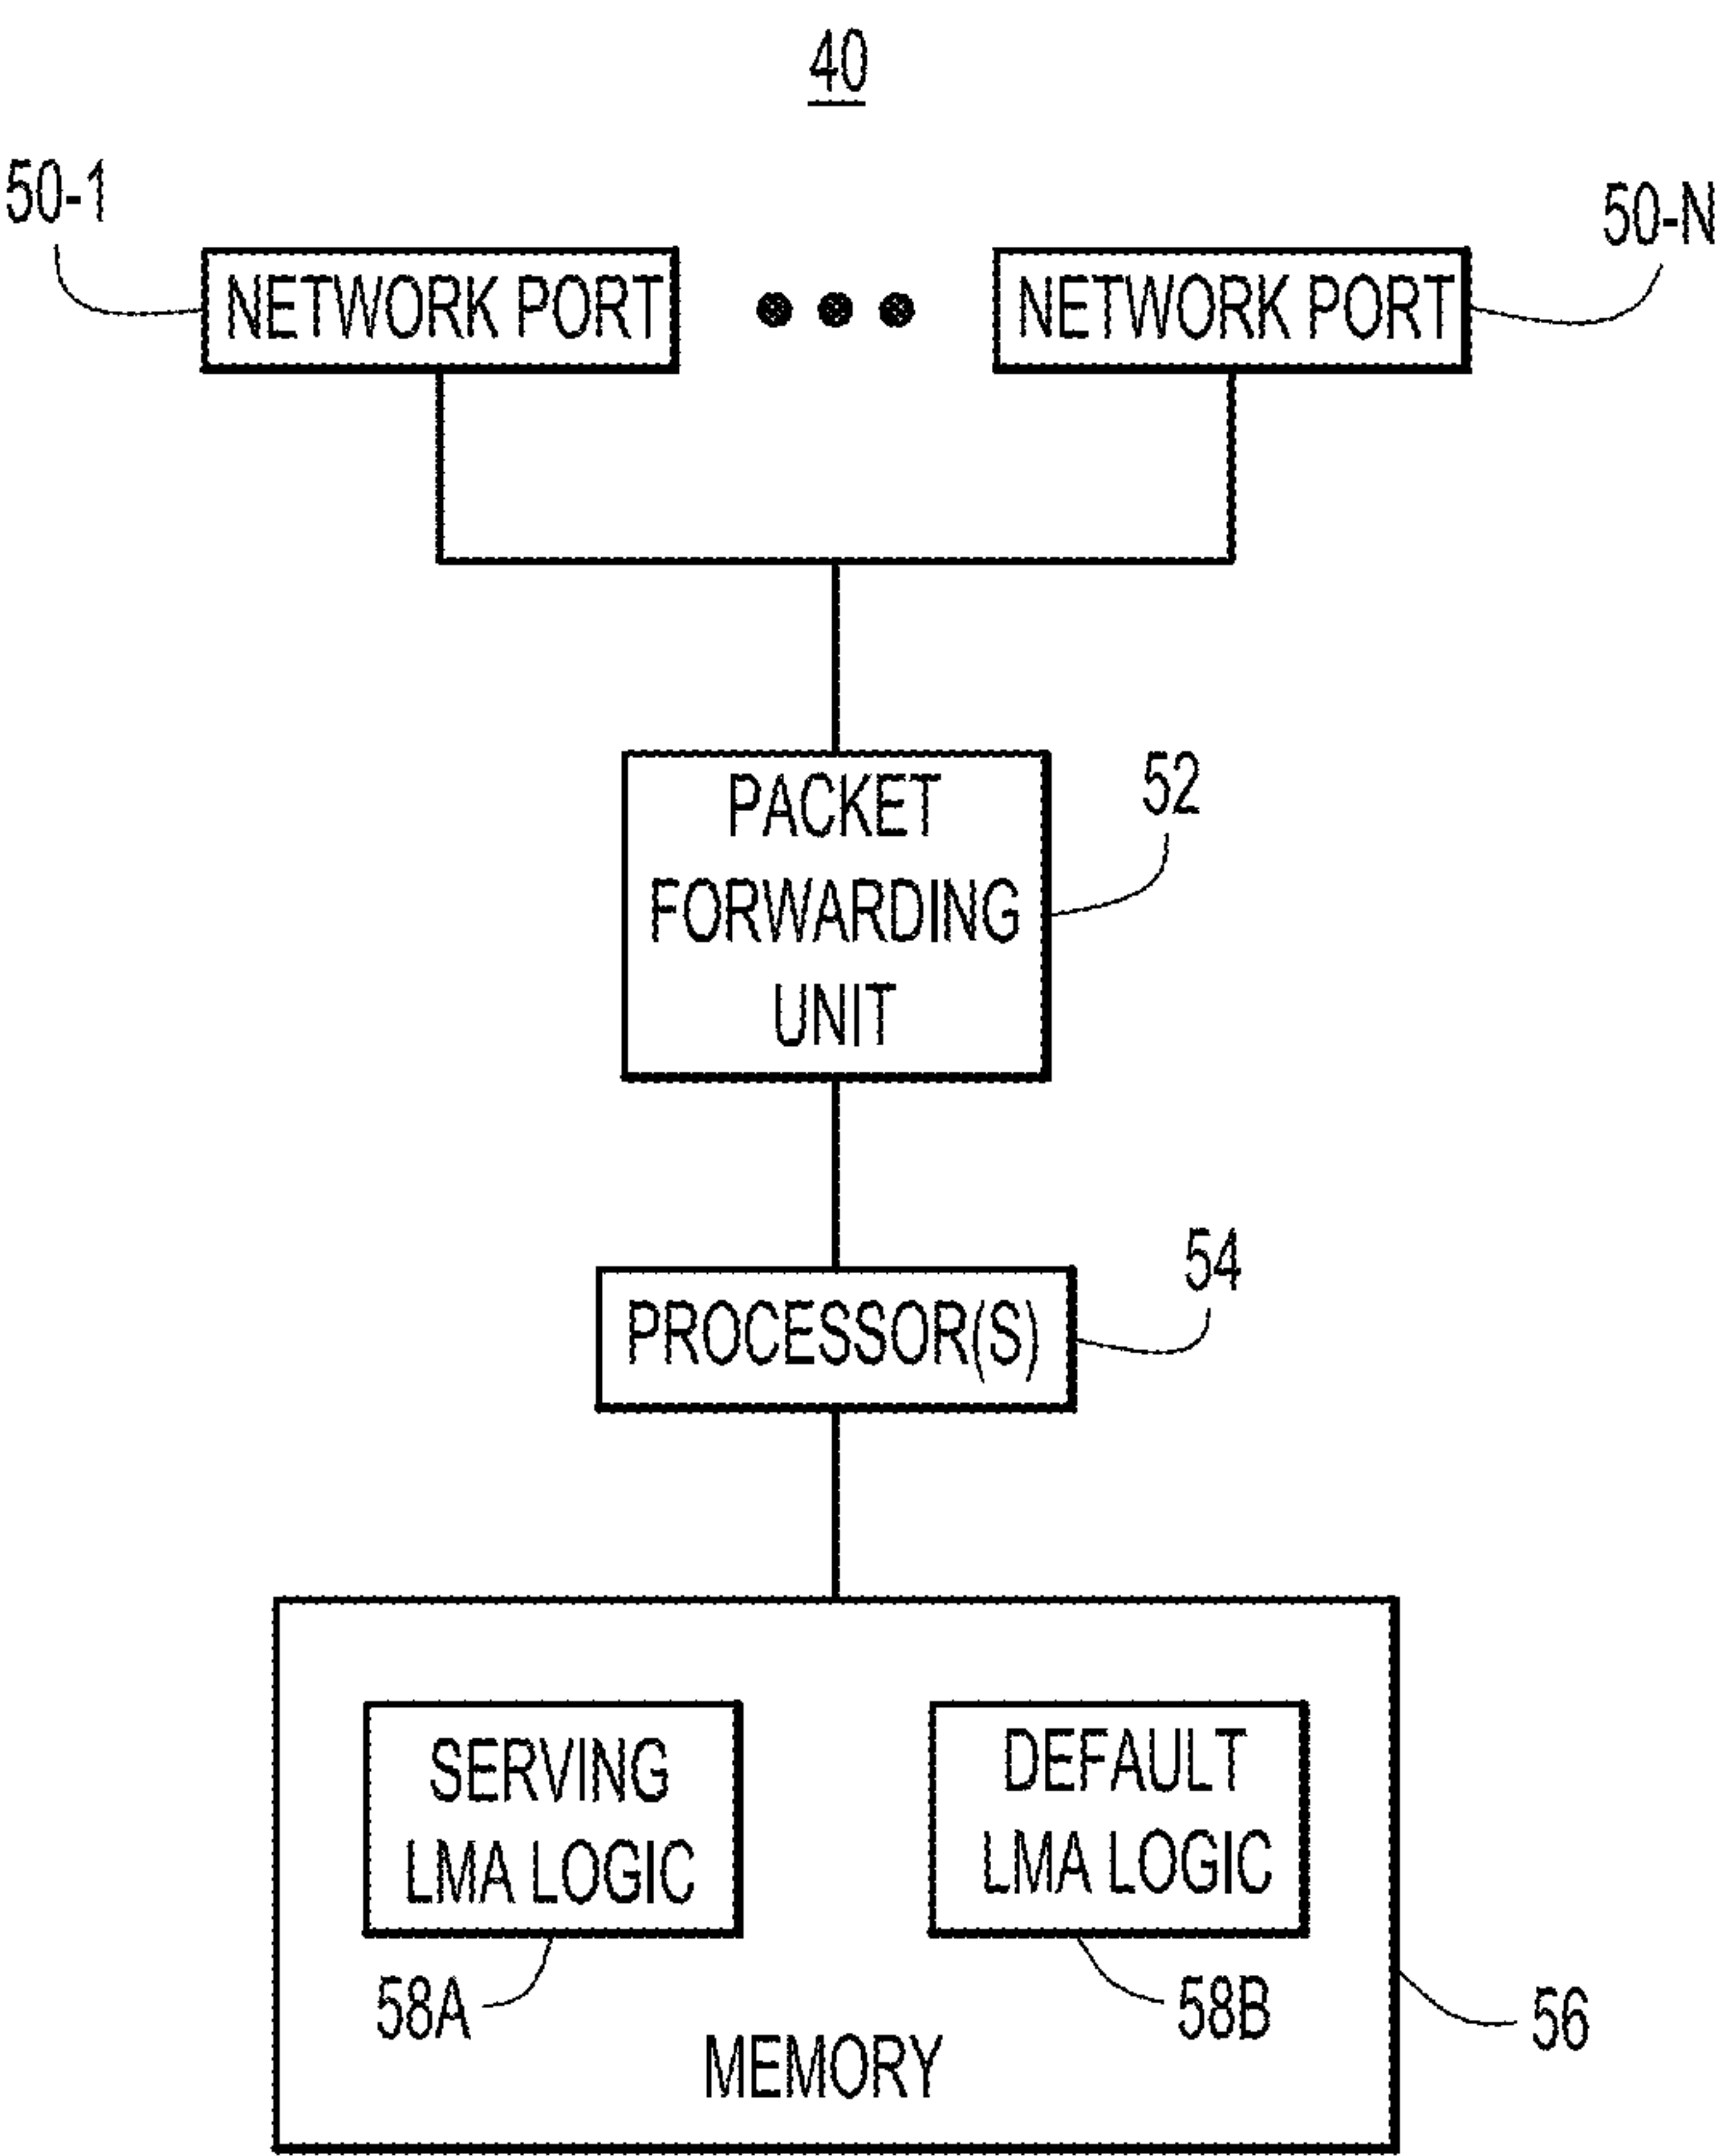 40
50-1
50-N
NETWORK PORT
NETWORK PORT
PACKET
FORWARDING
UNIT
52
54
PROCESSOR(S)
SERVING
LMA LOGIC
DEFAULT
LMA LOGIC
58A
58B
56
MEMORY